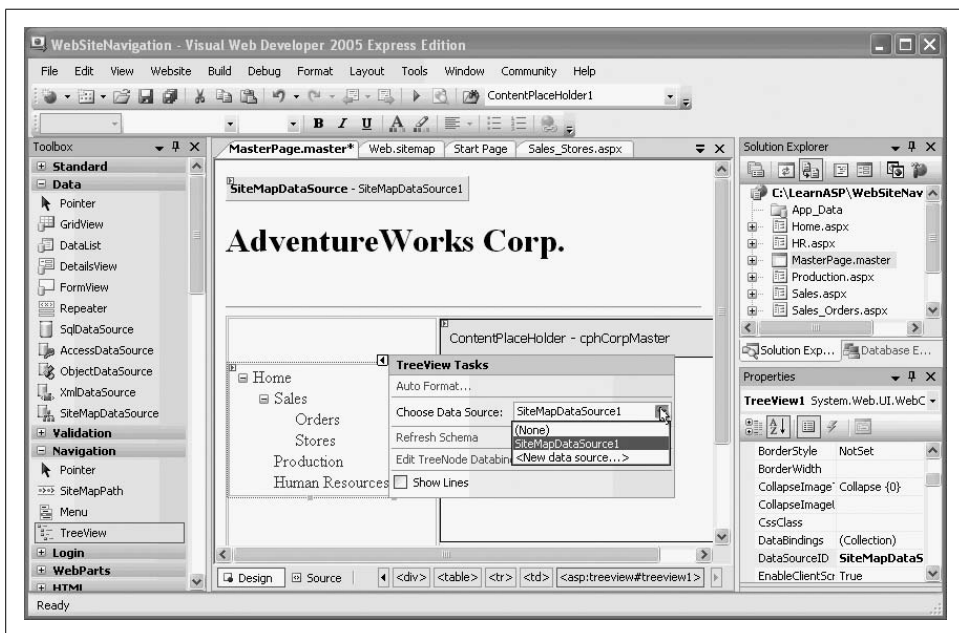 WebSiteNavigation - Visual Web Developer 2005 Express Edition
File Edit View Website Build Debug Format Layout Tools Window Community Help
ContentPlaceHolder1
B I U A
Toolbox
Standard
Data
Pointer
GridView
DataList
DetailsView
FormView
Repeater
SqlDataSource
AccessDataSource
ObjectDataSource
XmlDataSource
SiteMapDataSource
Validation
Navigation
Pointer
SiteMapPath
Menu
TreeView
Login
WebParts
HTML
MasterPage.master* Web.sitemap Start Page Sales_Stores.aspx
SiteMapDataSource - SiteMapDataSource1
AdventureWorks Corp.
ContentPlaceHolder - cphCorpMaster
Home
Sales
Orders
Stores
Production
Human Resources
TreeView Tasks
Auto Format...
Choose Data Source: SiteMapDataSource1
(None)
SiteMapDataSource1
<New data source...>
Refresh Schema
Edit TreeNode Databin
Show Lines
Design Source <div> <table> <tr> <td> <asp:treeview#treeview1>
Solution Explorer
C:\LearnASP\WebSiteNav
App_Data
Home.aspx
HR.aspx
MasterPage.master
Production.aspx
Sales.aspx
Sales_Orders.aspx
Solution Exp... Database E...
Properties
TreeView1 System.Web.UI.WebC
BorderStyle NotSet
BorderWidth
CollapseImage Collapse {0}
CollapseImageU
CssClass
DataBindings (Collection)
DataSourceID SiteMapDataS
EnableClientScr True
Ready